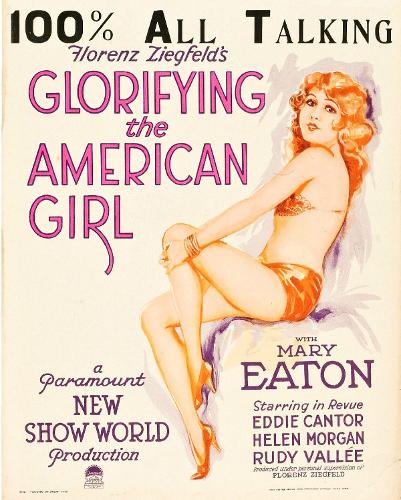 100% ALL TALKING
Florenz Ziegfeld's
GLORIFYING
the
AMERICAN
GIRL
WITH
MARY
EATON
Starring in Revue
EDDIE CANTOR
HELEN MORGAN
RUDY VALLÉE
Produced under personal supervision of
FLORENZ ZIEGFELD
a
Paramount
NEW
SHOW WORLD
Production